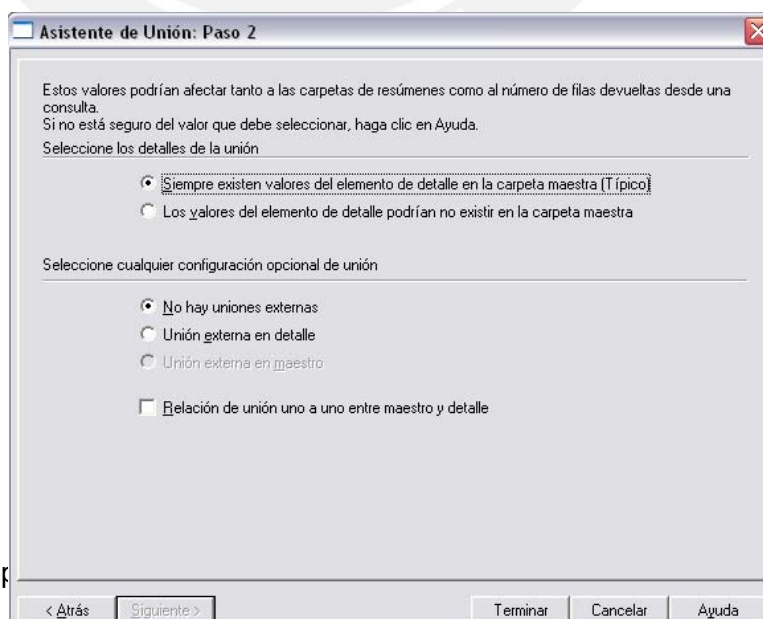 Asistente de Unión: Paso 2
Estos valores podrían afectar tanto a las carpetas de resúmenes como al número de filas devueltas desde una
consulta.
Si no está seguro del valor que debe seleccionar, haga clic en Ayuda.
Seleccione los detalles de la unión
Siempre existen valores del elemento de detalle en la carpeta maestra (Típico)
Los valores del elemento de detalle podrían no existir en la carpeta maestra
Seleccione cualquier configuración opcional de unión
No hay uniones externas
Unión externa en detalle
Unión externa en maestro
Relación de unión uno a uno entre maestro y detalle
< Atrás
Siguiente >
Terminar
Cancelar
Ayuda